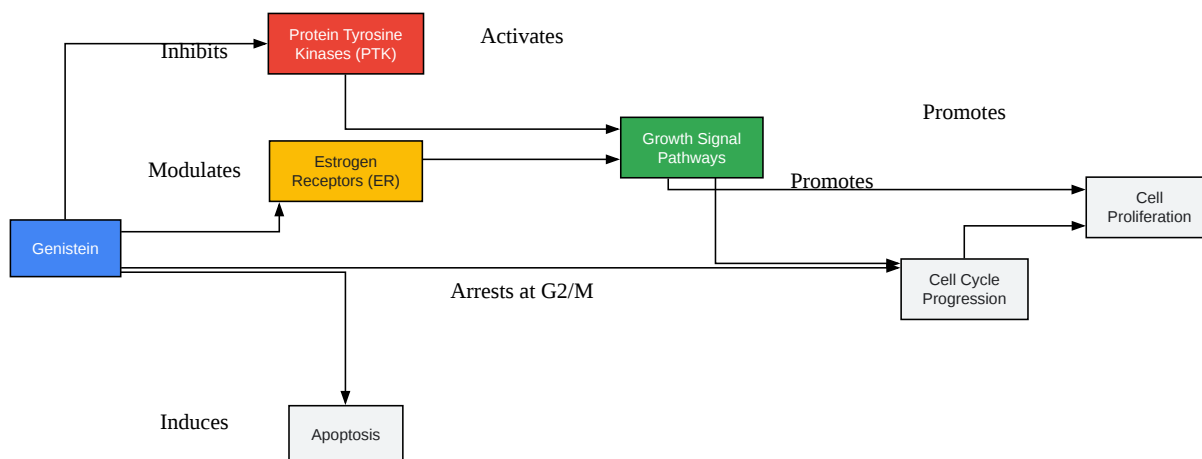 Protein Tyrosine
Kinases (PTK)
Activates
Inhibits
Promotes
Growth Signal
Pathways
Estrogen
Receptors (ER)
Modulates
Promotes
Cell
Proliferation
Genistein
Cell Cycle
Progression
Arrests at G2/M
Induces
Apoptosis